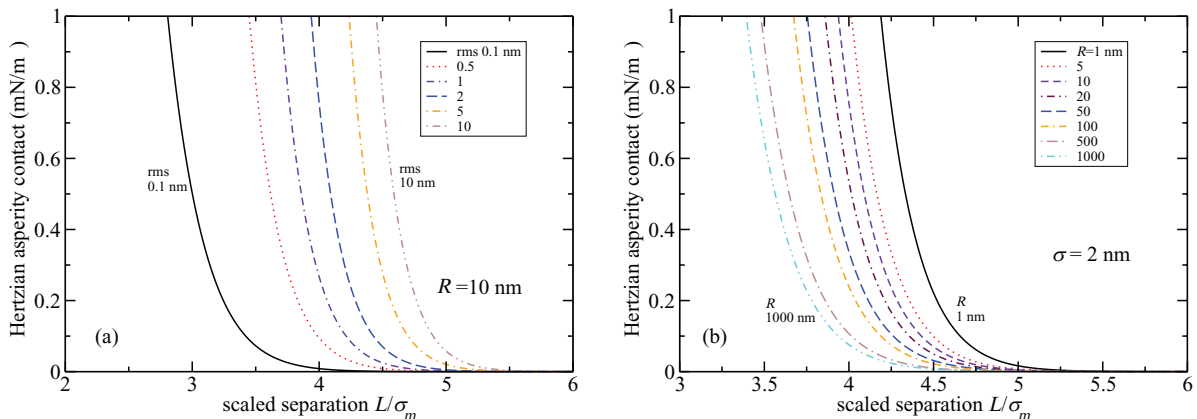 Hertzian asperity contact (mN/m)
1
0.8
0.6
0.4
0.2
0
rms 0.1 nm
0.5
1
2
5
10
rms
0.1 nm
rms
10 nm
R =10 nm
(a)
2
3
4
5
6
scaled separation L/σm
Hertzian asperity contact (mN/m)
1
0.8
0.6
0.4
0.2
0
R=1 nm
5
10
20
50
100
500
1000
σ = 2 nm
R
1000 nm
R
1 nm
(b)
3
3.5
4
4.5
5
5.5
6
scaled separation L/σm